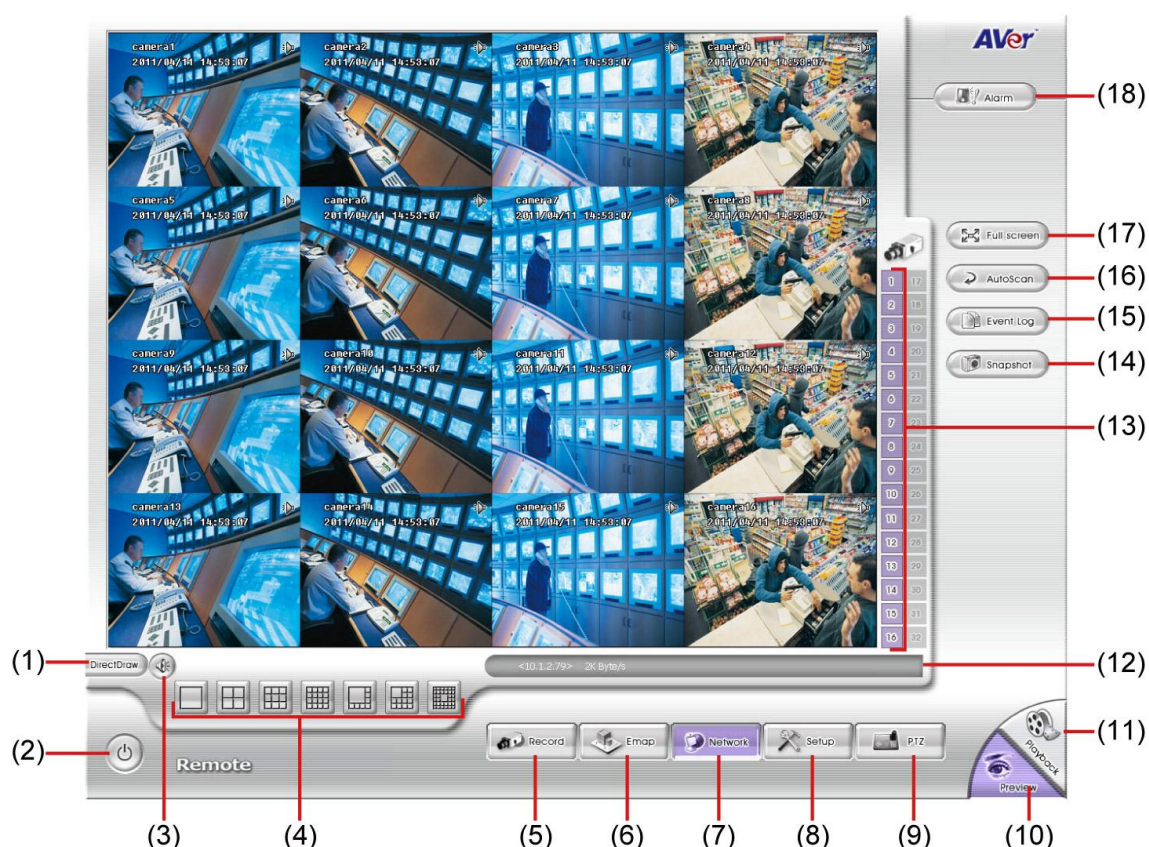 AVer
camera1
2011/04/11 14:53:07
camera2
2011/04/11 14:53:07
camera3
2011/04/11 14:53:07
camera4
2011/04/11 14:53:07
Alarm
(18)
camera5
2011/04/11 14:53:07
camera6
2011/04/11 14:53:07
camera7
2011/04/11 14:53:07
camera8
2011/04/11 14:53:07
Full screen
(17)
1 17
AutoScan
(16)
2 18
3 19
Event Log
(15)
camera9
2011/04/11 14:53:07
camera10
2011/04/11 14:53:07
camera11
2011/04/11 14:53:07
camera12
2011/04/11 14:53:07
4 20
Snapshot
(14)
5 21
6 22
7 23
(13)
8 24
9 25
10 26
camera13
2011/04/11 14:53:07
camera14
2011/04/11 14:53:07
camera15
2011/04/11 14:53:07
camera16
2011/04/11 14:53:07
11 27
12 28
13 29
14 30
15 31
16 32
(1)
DirectDraw
<10.1.2.79> 2K Byte/s
(12)
(2)
Remote
Record
Emap
Network
Setup
PTZ
Playback
(11)
Preview
(3)
(4)
(5)
(6)
(7)
(8)
(9)
(10)